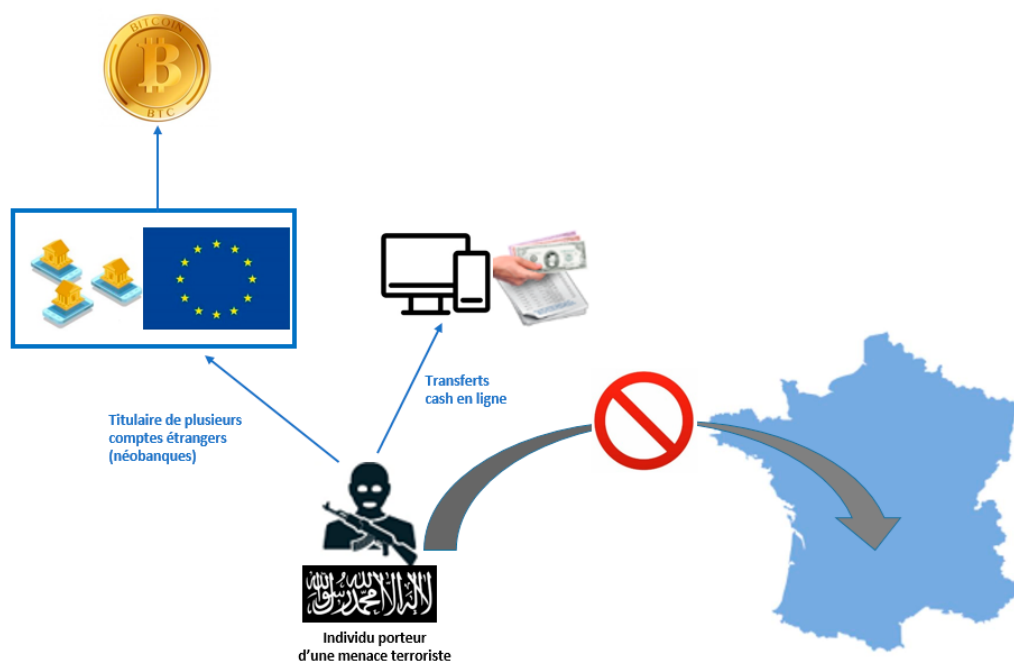 BITCOIN
BTC
Transferts
cash en ligne
Titulaire de plusieurs
comptes étrangers
(néobanques)
لا إله إلا الله محمد رسول الله
Individu porteur
d'une menace terroriste